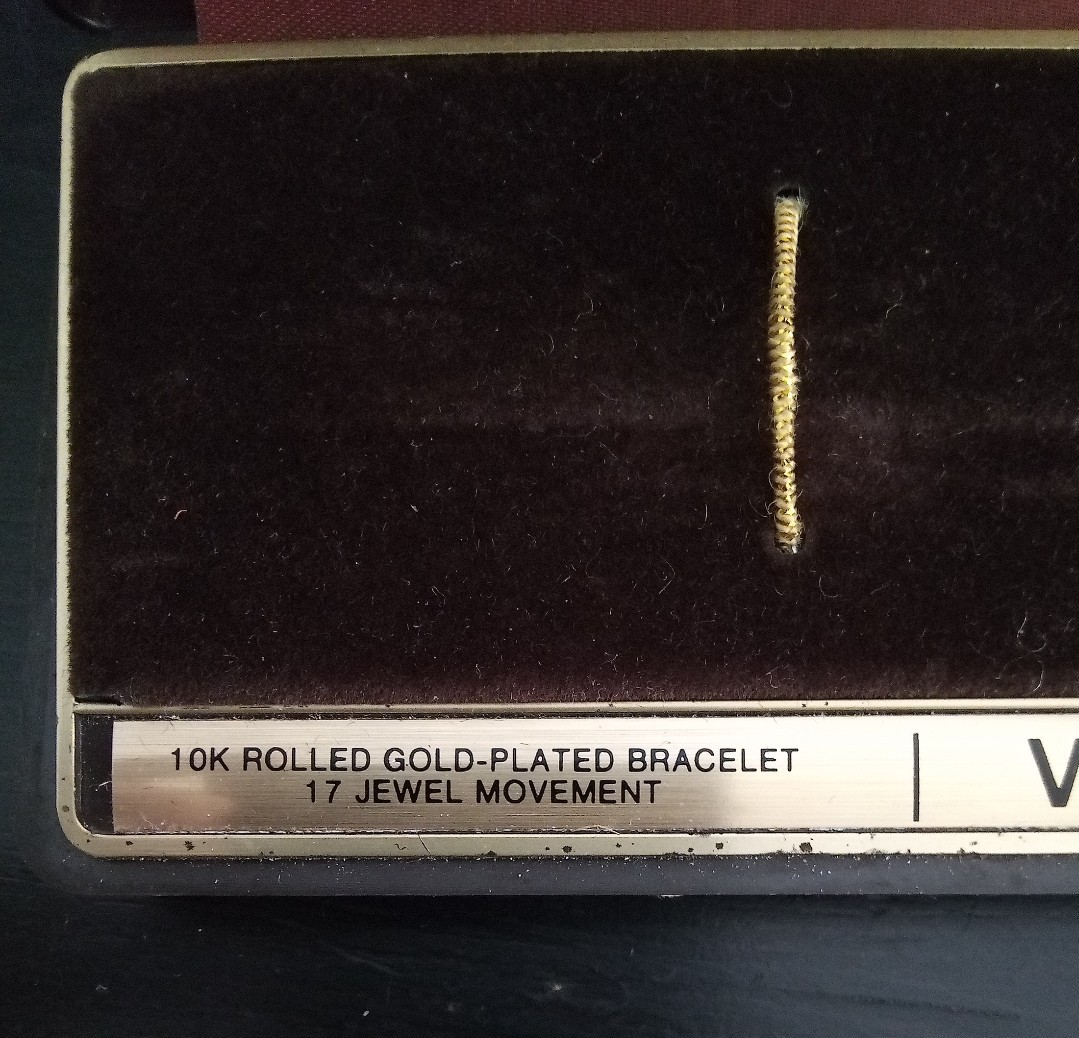 10K ROLLED GOLD-PLATED BRACELET
17 JEWEL MOVEMENT